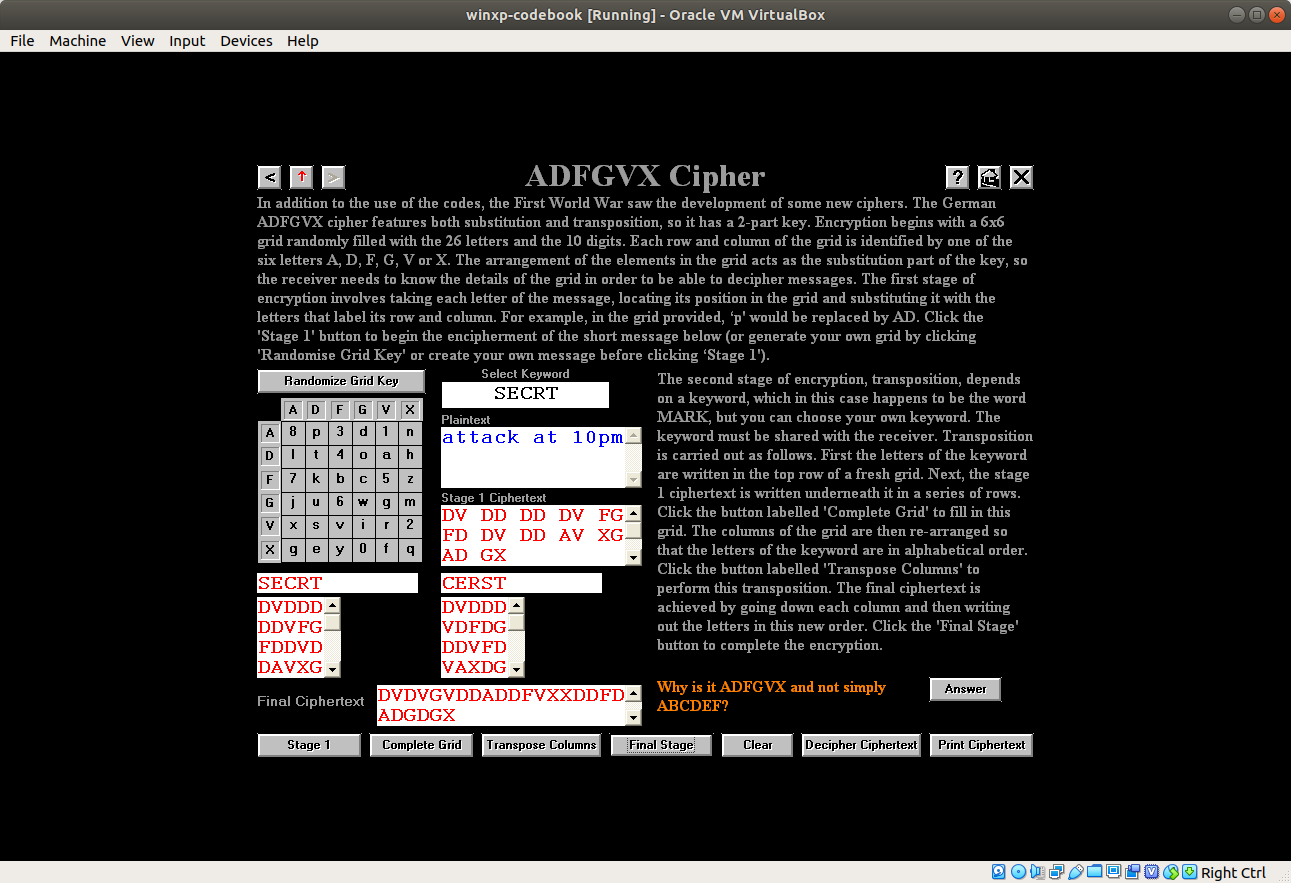 winxp-codebook [Running] - Oracle VM VirtualBox
File Machine View Input Devices Help
< ↑ > ADFGVX Cipher ? X
In addition to the use of the codes, the First World War saw the development of some new ciphers. The German
ADFGVX cipher features both substitution and transposition, so it has a 2-part key. Encryption begins with a 6x6
grid randomly filled with the 26 letters and the 10 digits. Each row and column of the grid is identified by one of the
six letters A, D, F, G, V or X. The arrangement of the elements in the grid acts as the substitution part of the key, so
the receiver needs to know the details of the grid in order to be able to decipher messages. The first stage of
encryption involves taking each letter of the message, locating its position in the grid and substituting it with the
letters that label its row and column. For example, in the grid provided, ‘p' would be replaced by AD. Click the
'Stage 1' button to begin the encipherment of the short message below (or generate your own grid by clicking
'Randomise Grid Key' or create your own message before clicking ‘Stage 1').
Randomize Grid Key
A D F G V X
A 8 p 3 d 1 n
D l t 4 o a h
F 7 k b c 5 z
G j u 6 w g m
V x s v i r 2
X g e y 0 f q
Select Keyword
SECRT
Plaintext
attack at 10pm
Stage 1 Ciphertext
DV DD DD DV FG
FD DV DD AV XG
AD GX
SECRT
DVDDD
DDVFG
FDDVD
DAVXG
CERST
DVDDD
VDFDG
DDVFD
VAXDG
The second stage of encryption, transposition, depends
on a keyword, which in this case happens to be the word
MARK, but you can choose your own keyword. The
keyword must be shared with the receiver. Transposition
is carried out as follows. First the letters of the keyword
are written in the top row of a fresh grid. Next, the stage
1 ciphertext is written underneath it in a series of rows.
Click the button labelled 'Complete Grid' to fill in this
grid. The columns of the grid are then re-arranged so
that the letters of the keyword are in alphabetical order.
Click the button labelled 'Transpose Columns' to
perform this transposition. The final ciphertext is
achieved by going down each column and then writing
out the letters in this new order. Click the 'Final Stage'
button to complete the encryption.
Final Ciphertext
DVDVGVDDADDFVXXDDFD
ADGDGX
Why is it ADFGVX and not simply
ABCDEF?
Answer
Stage 1 Complete Grid Transpose Columns Final Stage Clear Decipher Ciphertext Print Ciphertext
Right Ctrl